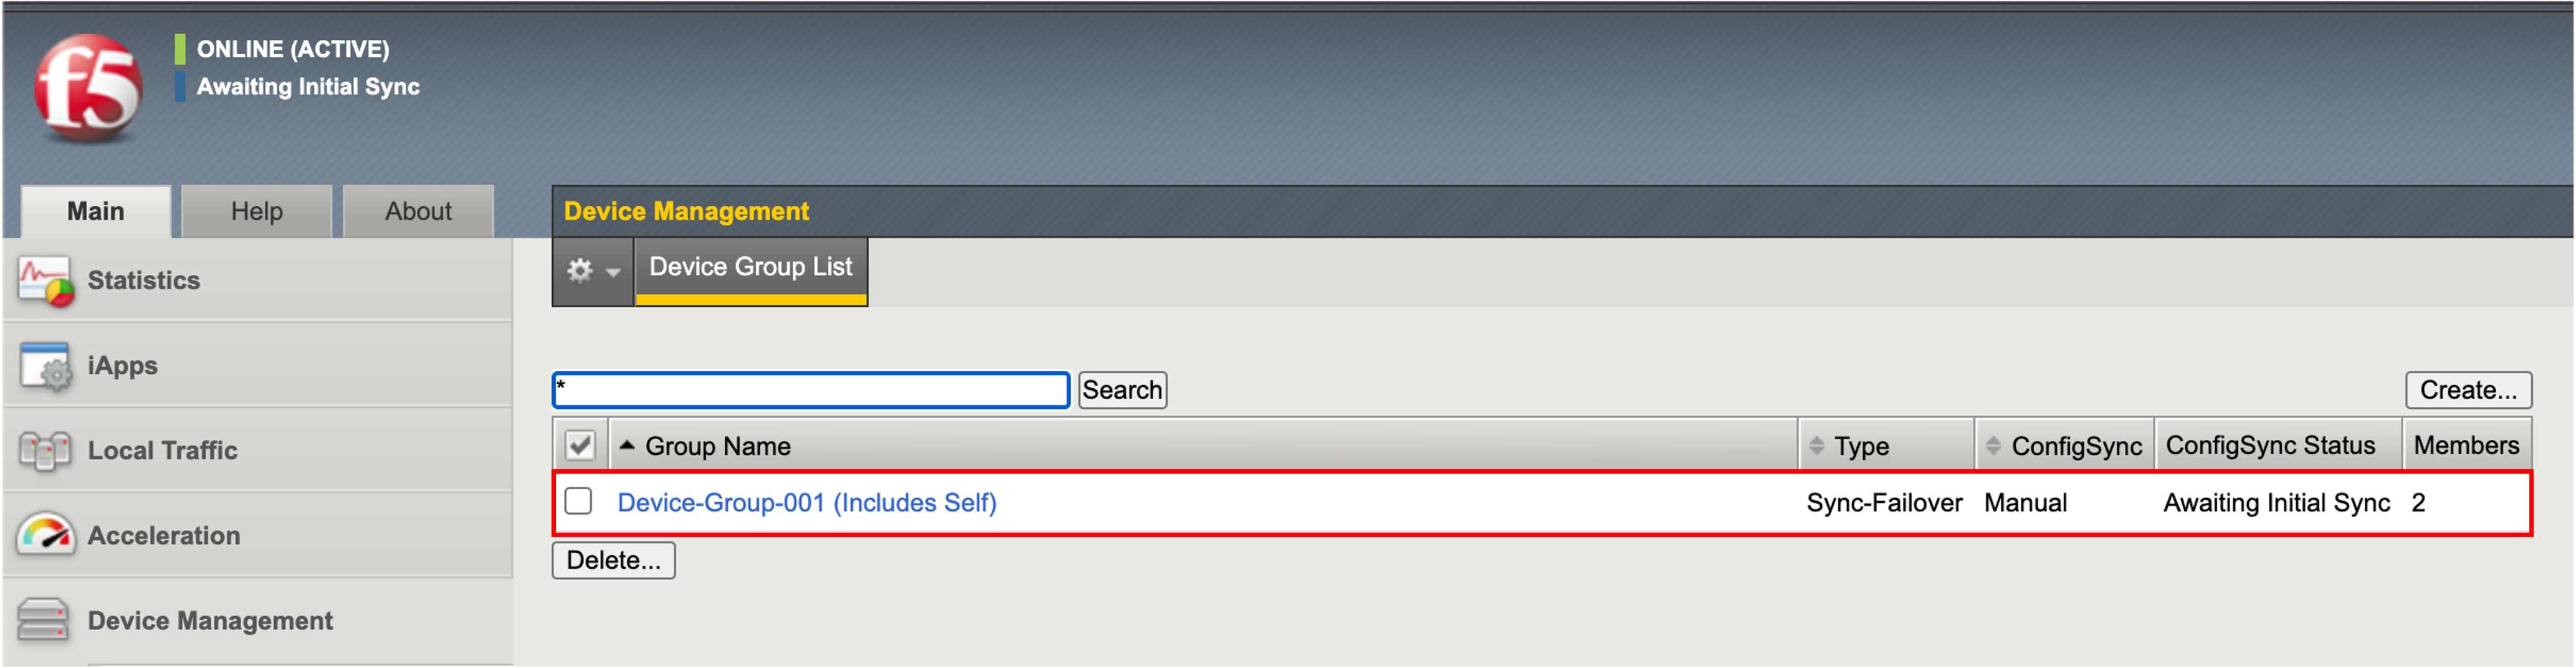 f5
ONLINE (ACTIVE)
Awaiting Initial Sync
Main
Help
About
Device Management
Device Group List
Statistics
iApps
Local Traffic
Acceleration
Device Management
*
Search
Create...
Group Name
Type
ConfigSync
ConfigSync Status
Members
Device-Group-001 (Includes Self)
Sync-Failover
Manual
Awaiting Initial Sync
2
Delete...